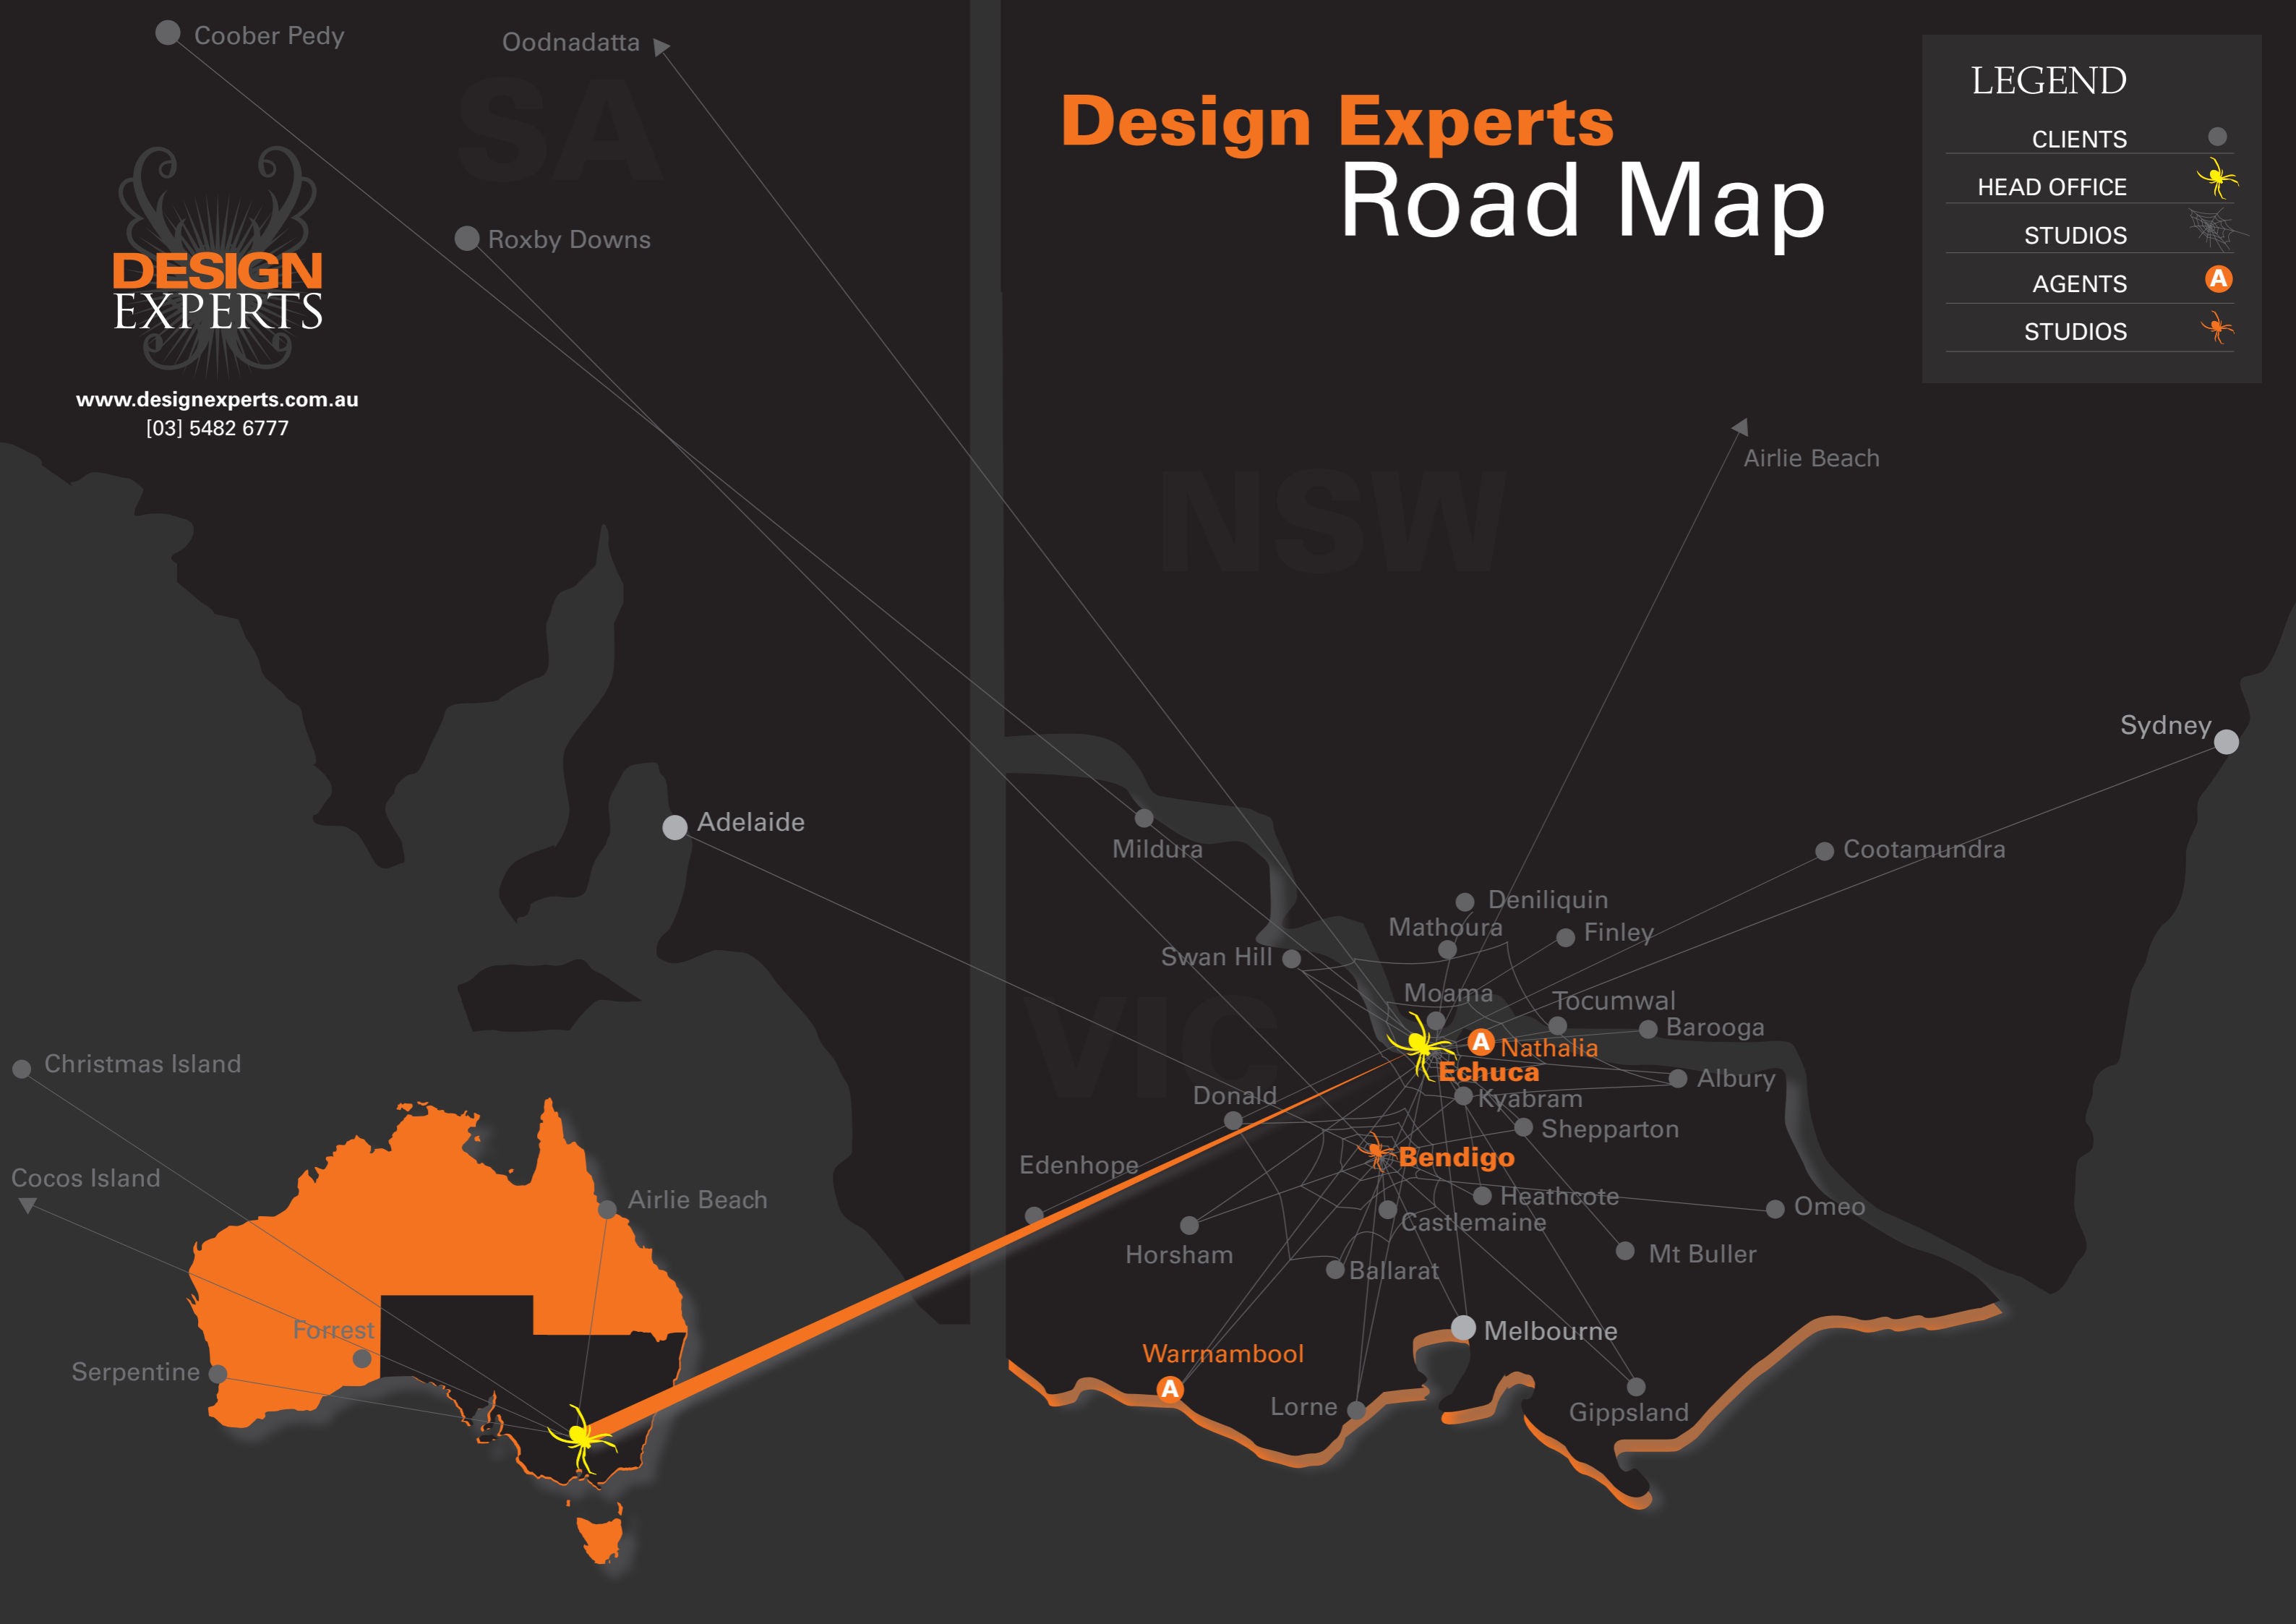 Coober Pedy
Oodnadatta
SA
Roxby Downs
DESIGN
EXPERTS
www.designexperts.com.au
[03] 5482 6777
Design Experts
Road Map
LEGEND
CLIENTS
HEAD OFFICE
STUDIOS
AGENTS A
STUDIOS
Airlie Beach
NSW
Sydney
Adelaide
Mildura
Cootamundra
Deniliquin
Mathoura
Finley
Swan Hill
Moama
Tocumwal
Barooga
A Nathalia
VIC
Echuca
Albury
Donald
Kyabram
Shepparton
Bendigo
Edenhope
Heathcote
Omeo
Castlemaine
Horsham
Mt Buller
Ballarat
Melbourne
Warrnambool
A
Lorne
Gippsland
Christmas Island
Cocos Island
Airlie Beach
Forrest
Serpentine